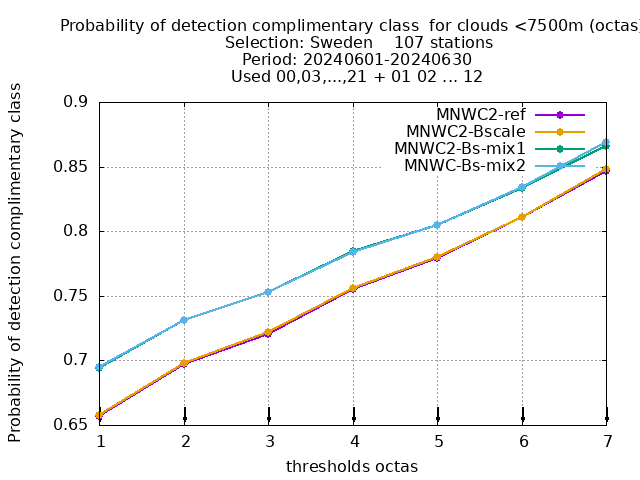 Probability of detection complimentary class  for clouds <7500m (octas)
Selection: Sweden    107 stations
Period: 20240601-20240630
Used 00,03,...,21 + 01 02 ... 12
Probability of detection complimentary class
0.9
0.85
0.8
0.75
0.7
0.65
MNWC2-ref
MNWC2-Bscale
MNWC2-Bs-mix1
MNWC-Bs-mix2
1 2 3 4 5 6 7
thresholds octas